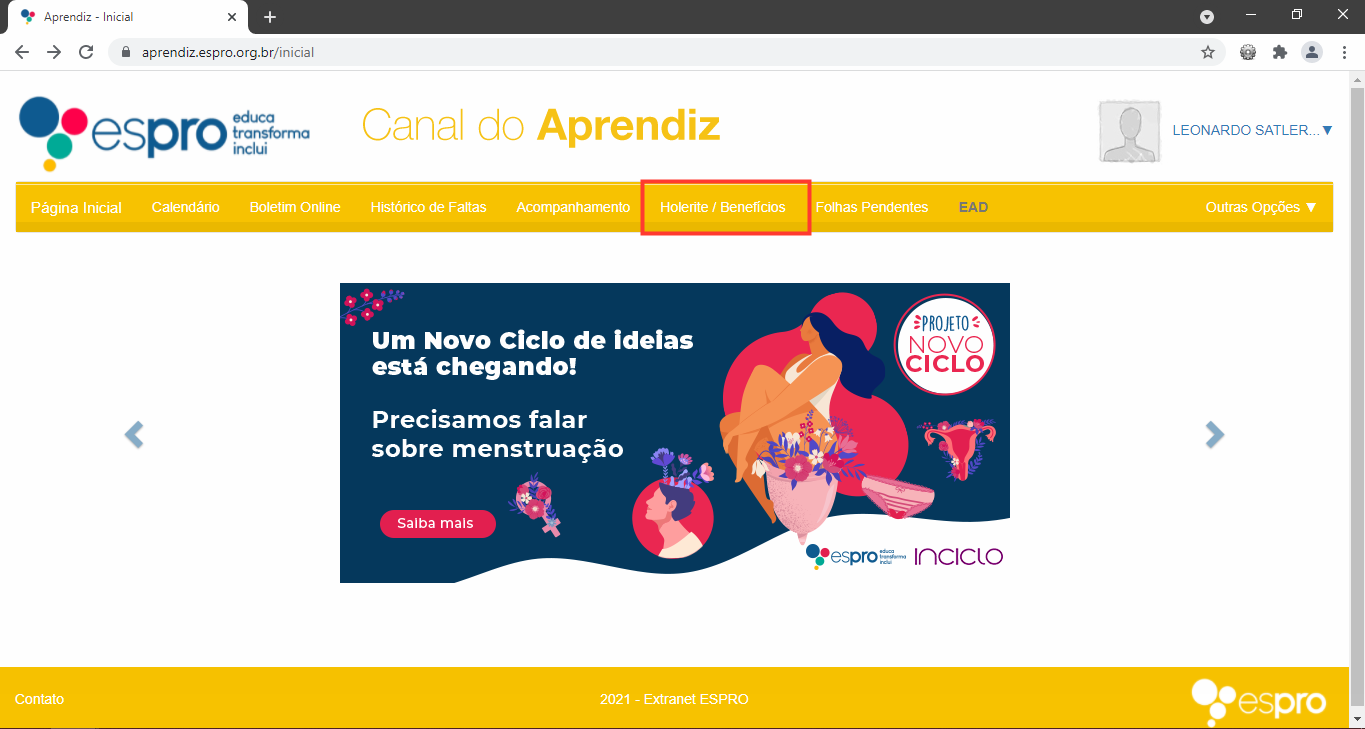 Aprendiz - Inicial
aprendiz.espro.org.br/inicial
espro educa
transforma
inclui
Canal do Aprendiz
LEONARDO SATLER...▼
Página Inicial Calendário Boletim Online Histórico de Faltas Acompanhamento Holerite / Benefícios Folhas Pendentes EAD Outras Opções ▼
Um Novo Ciclo de ideias
está chegando!
Precisamos falar
sobre menstruação
Saiba mais
PROJETO
NOVO
CICLO
espro educa
transforma
inclui
INCICLO
Contato
2021 - Extranet ESPRO
espro